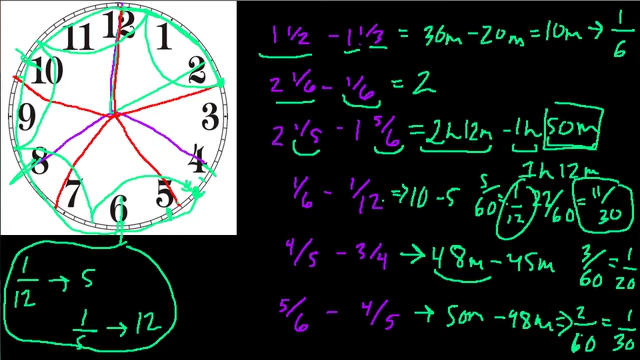 12
11
1
10
2
9
3
8
4
7
5
6
1 1/2 - 1 1/3 = 30m - 20m = 10m → 1/6
2 1/6 - 1/6 = 2
2 1/5 - 1 5/6 = 2h 12m - 1h 50m
1h 12m
1/6 - 1/12 ⇒ 10 - 5 5/60 = 1/12 22/60 = 11/30
4/5 - 3/4 → 48m - 45m 3/60 = 1/20
5/6 - 4/5 → 50m - 48m ⇒ 2/60 = 1/30
1/12 → 5
1/5 → 12